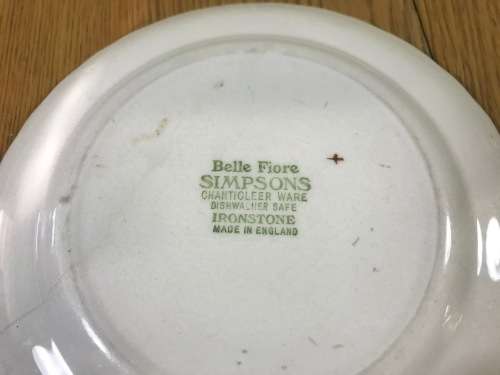 Belle Fiore
SIMPSONS
CHANTICLEER WARE
DISHWASHER SAFE
IRONSTONE
MADE IN ENGLAND